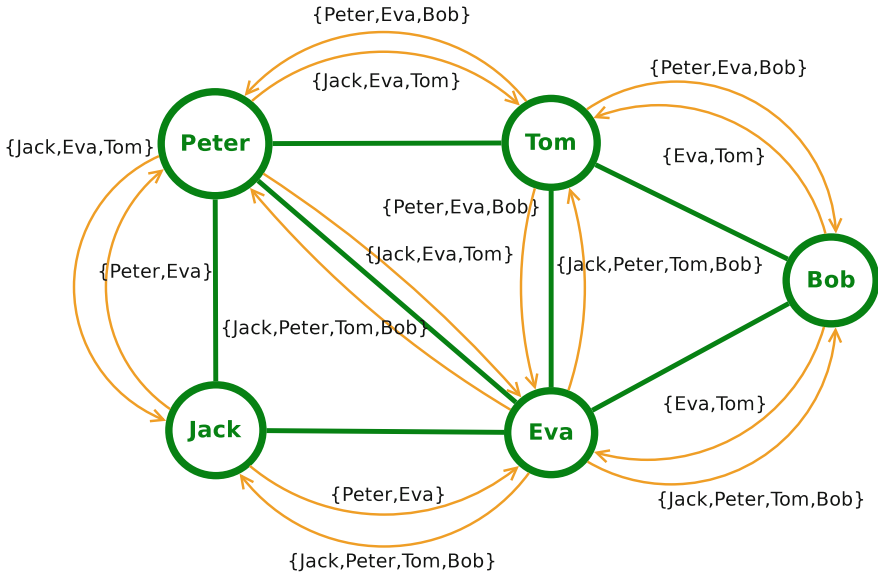 {Peter,Eva,Bob}
{Peter,Eva,Bob}
{Jack,Eva,Tom}
Peter
Tom
{Jack,Eva,Tom}
{Eva,Tom}
{Peter,Eva,Bob}
{Jack,Eva,Tom}
{Jack,Peter,Tom,Bob}
{Peter,Eva}
Bob
{Jack,Peter,Tom,Bob}
{Eva,Tom}
Jack
Eva
{Peter,Eva}
{Jack,Peter,Tom,Bob}
{Jack,Peter,Tom,Bob}